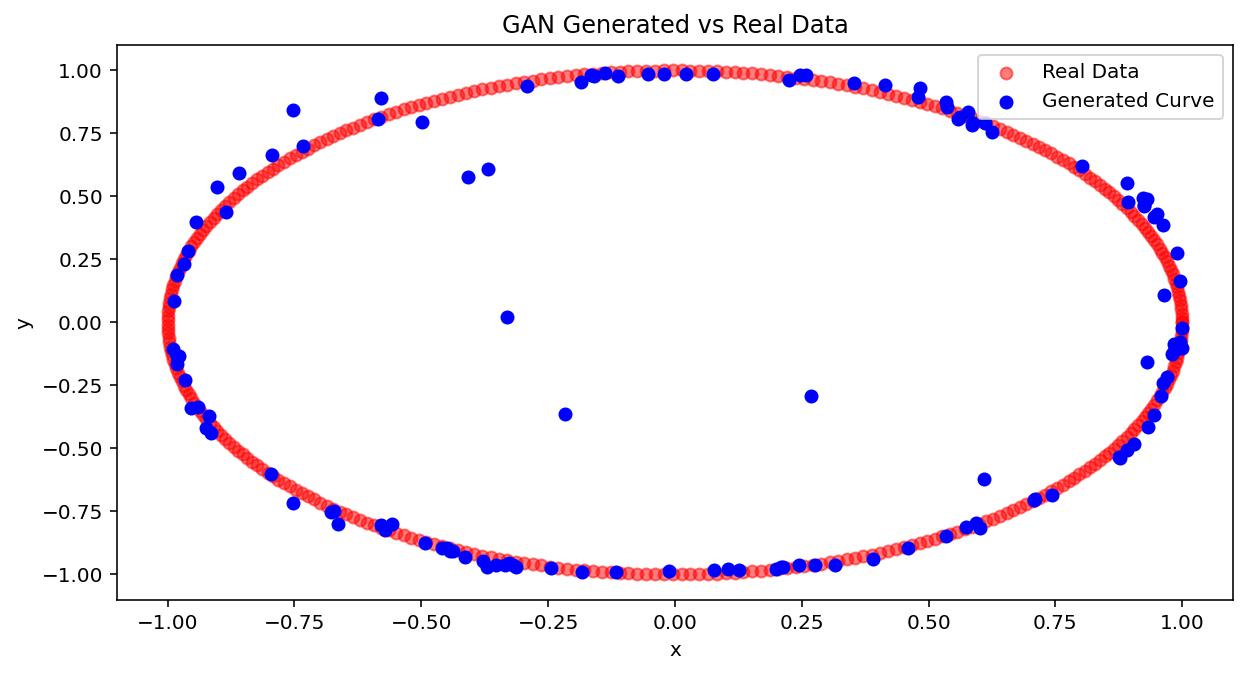 GAN Generated vs Real Data
1.00
0.75
0.50
0.25
0.00
−0.25
−0.50
−0.75
−1.00
y
Real Data
Generated Curve
−1.00 −0.75 −0.50 −0.25 0.00 0.25 0.50 0.75 1.00
x